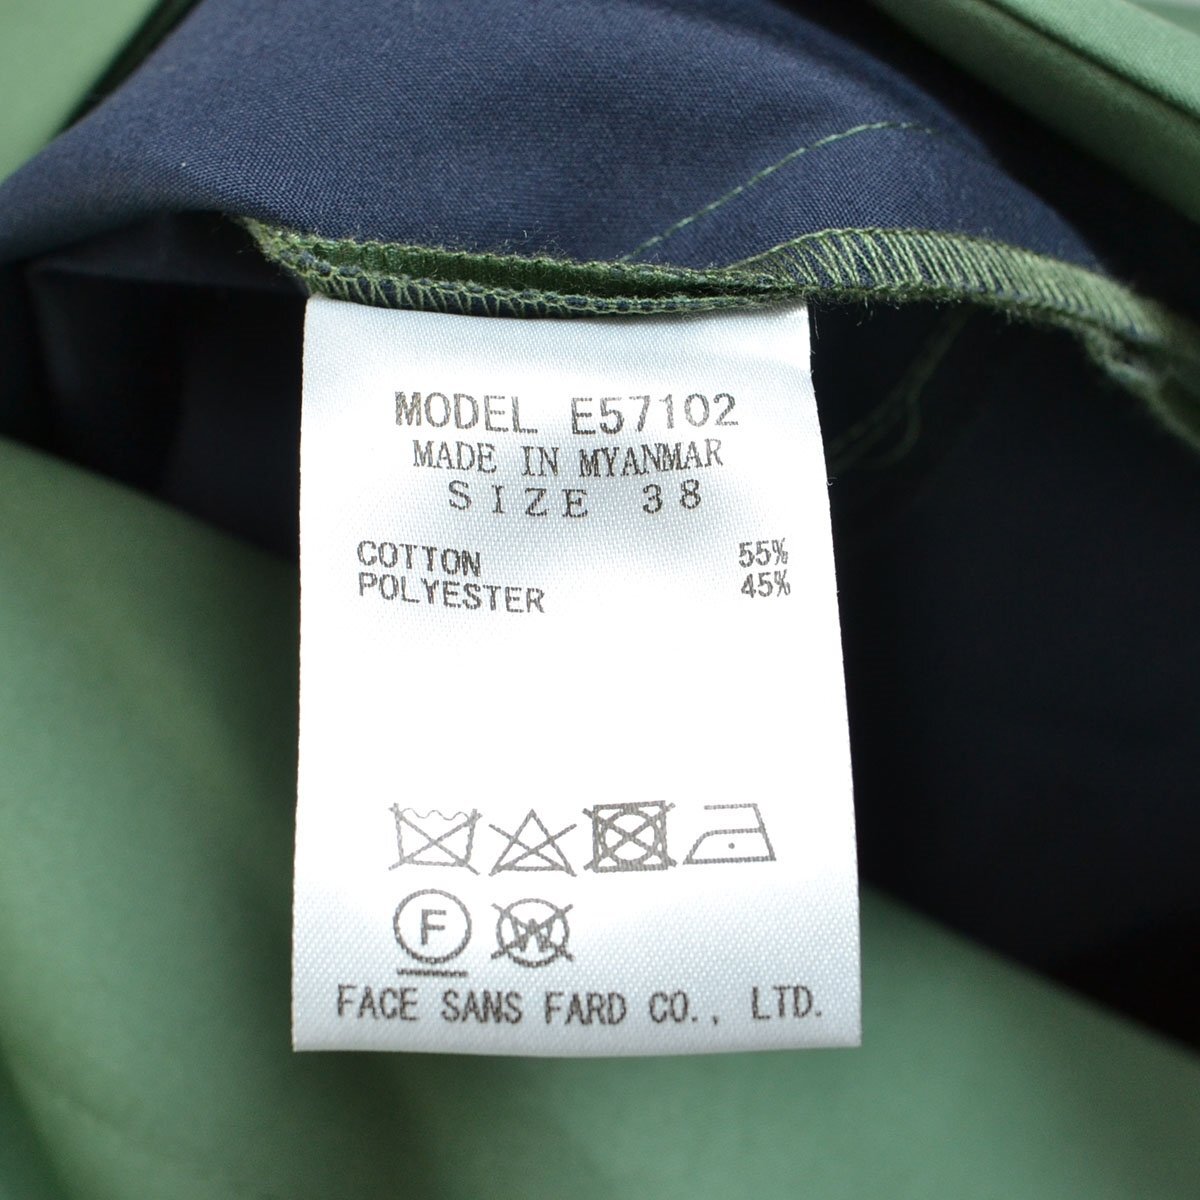 MODEL E57102
MADE IN MYANMAR
SIZE 38
COTTON 55%
POLYESTER 45%
F W
FACE SANS FARD CO., LTD.